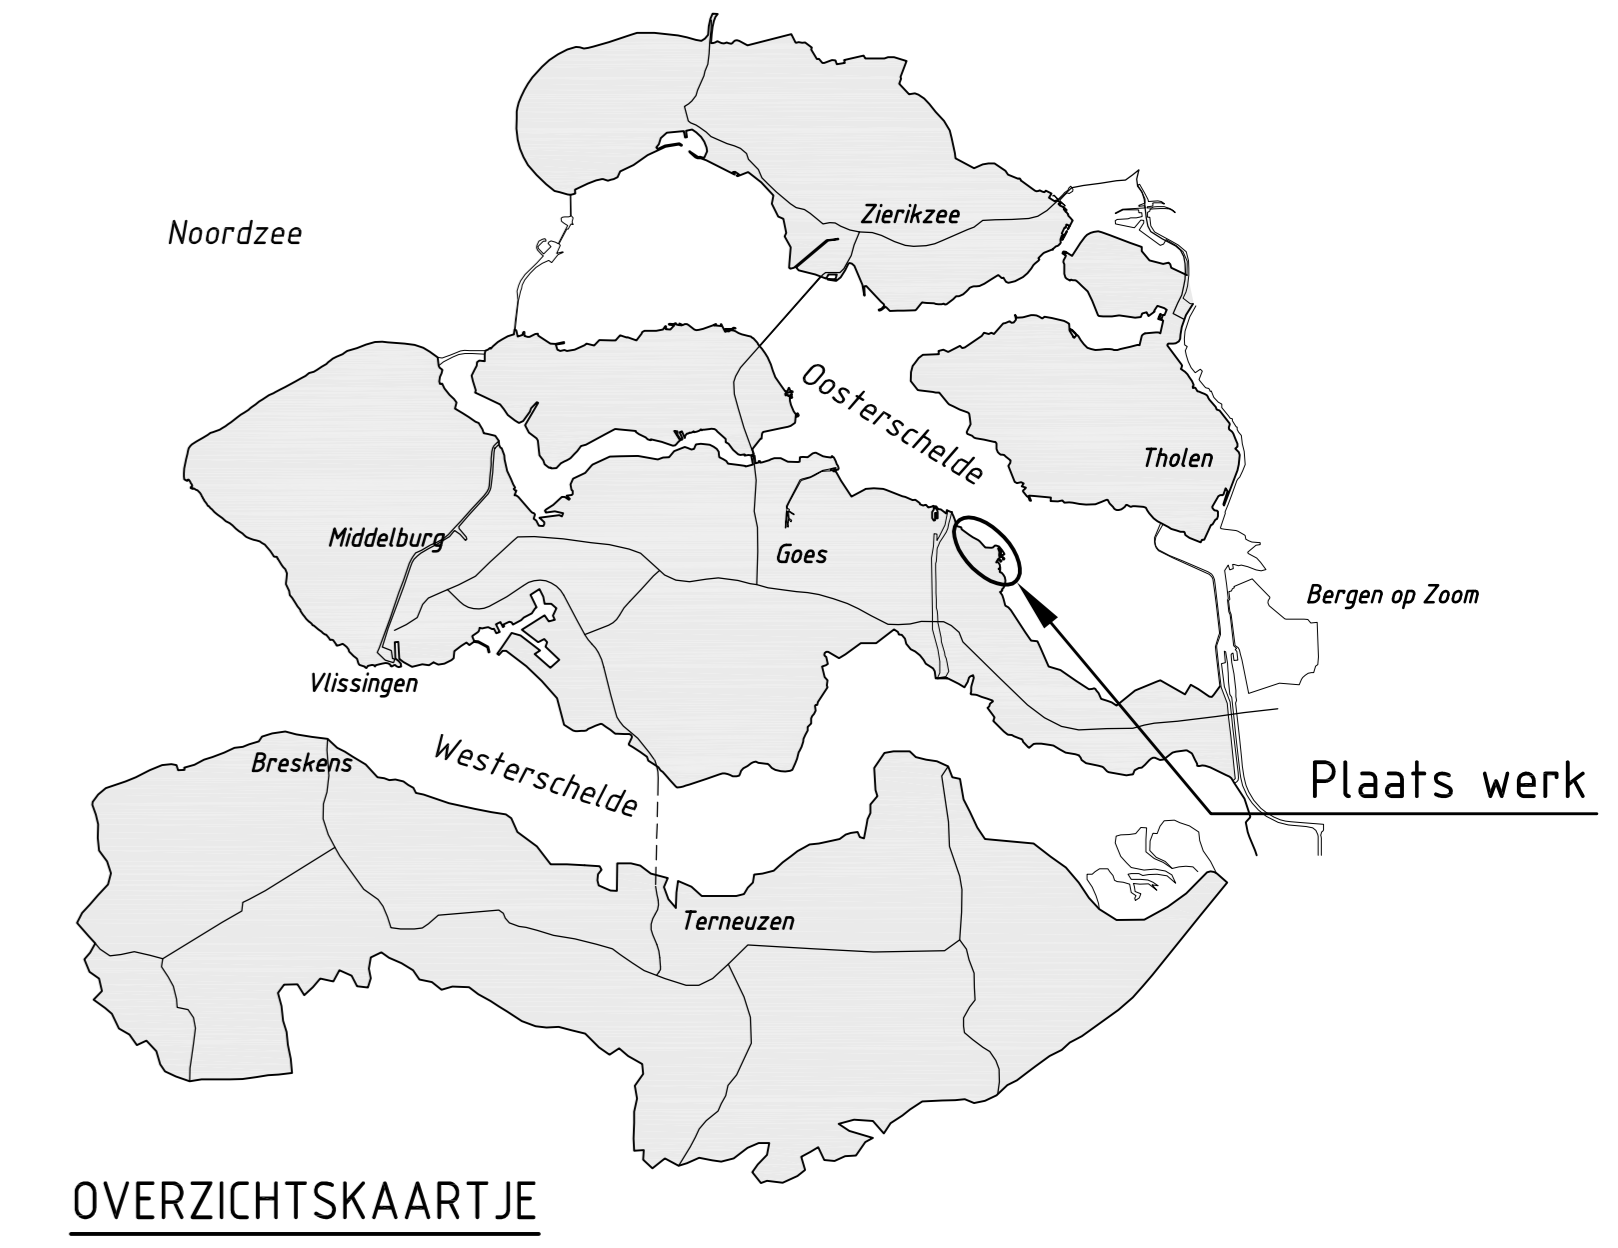 Zierikzee
Noordzee
Oosterschelde
Tholen
Middelburg
Goes
Bergen op Zoom
Vlissingen
Westerschelde
Breskens
Plaats werk
Terneuzen
OVERZICHTSKAARTJE